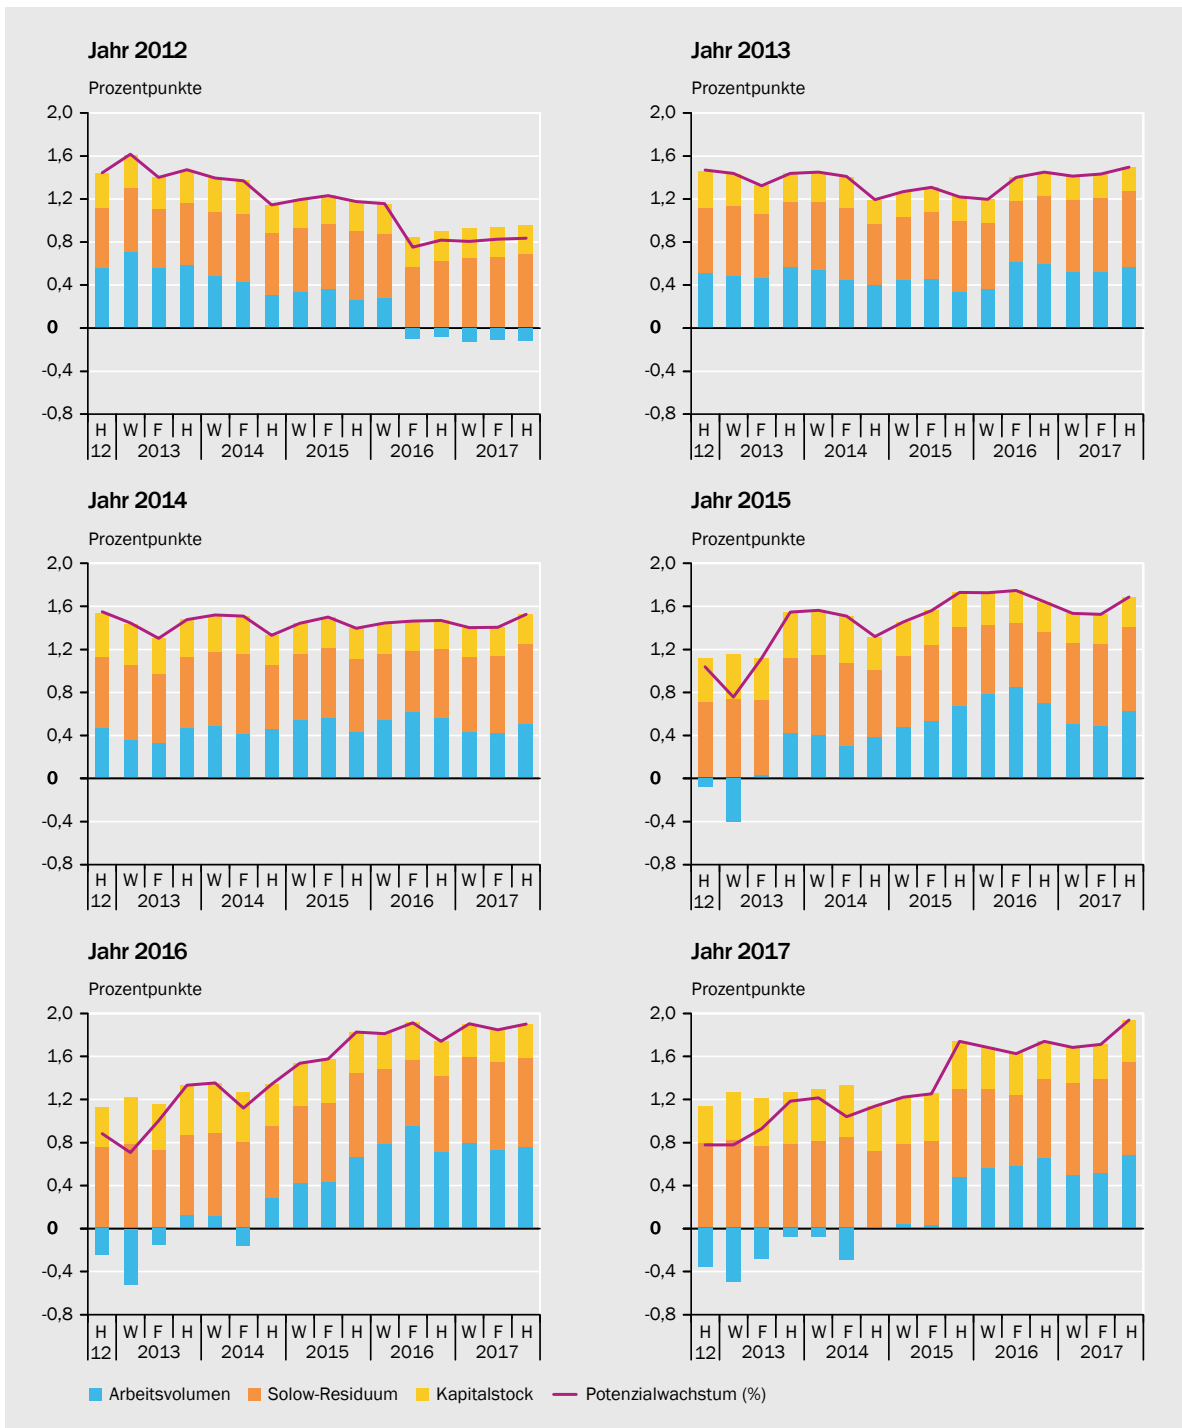 Jahr 2012
Prozentpunkte
2,0
1,6
1,2
0,8
0,4
0
-0,4
-0,8
H W F H W F H W F H W F H W F H
12 2013 2014 2015 2016 2017
Jahr 2013
Prozentpunkte
2,0
1,6
1,2
0,8
0,4
0
-0,4
-0,8
H W F H W F H W F H W F H W F H
12 2013 2014 2015 2016 2017
Jahr 2014
Prozentpunkte
2,0
1,6
1,2
0,8
0,4
0
-0,4
-0,8
H W F H W F H W F H W F H W F H
12 2013 2014 2015 2016 2017
Jahr 2015
Prozentpunkte
2,0
1,6
1,2
0,8
0,4
0
-0,4
-0,8
H W F H W F H W F H W F H W F H
12 2013 2014 2015 2016 2017
Jahr 2016
Prozentpunkte
2,0
1,6
1,2
0,8
0,4
0
-0,4
-0,8
H W F H W F H W F H W F H W F H
12 2013 2014 2015 2016 2017
Jahr 2017
Prozentpunkte
2,0
1,6
1,2
0,8
0,4
0
-0,4
-0,8
H W F H W F H W F H W F H W F H
12 2013 2014 2015 2016 2017
Arbeitsvolumen Solow-Residuum Kapitalstock Potenzialwachstum (%)